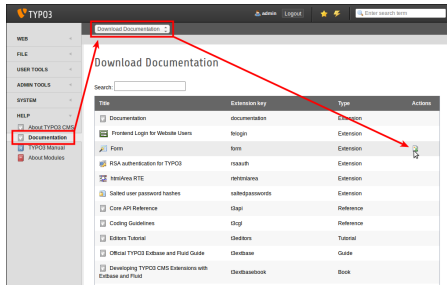 TYPO3
admin
Logout
Enter search term
Download Documentation
WEB
FILE
USER TOOLS
ADMIN TOOLS
SYSTEM
HELP
About TYPO3 CMS
Documentation
TYPO3 Manual
About Modules
Download Documentation
Search:
Title Extension key Type Actions
Documentation documentation Extension
Frontend Login for Website Users felogin Extension
Form form Extension
RSA authentication for TYPO3 rsaauth Extension
htmlArea RTE rtehtmlarea Extension
Salted user password hashes saltedpasswords Extension
Core API Reference t3api Reference
Coding Guidelines t3cgl Reference
Editors Tutorial t3editors Tutorial
Official TYPO3 Extbase and Fluid Guide t3extbase Guide
Developing TYPO3 CMS Extensions with t3extbasebook Book
Extbase and Fluid